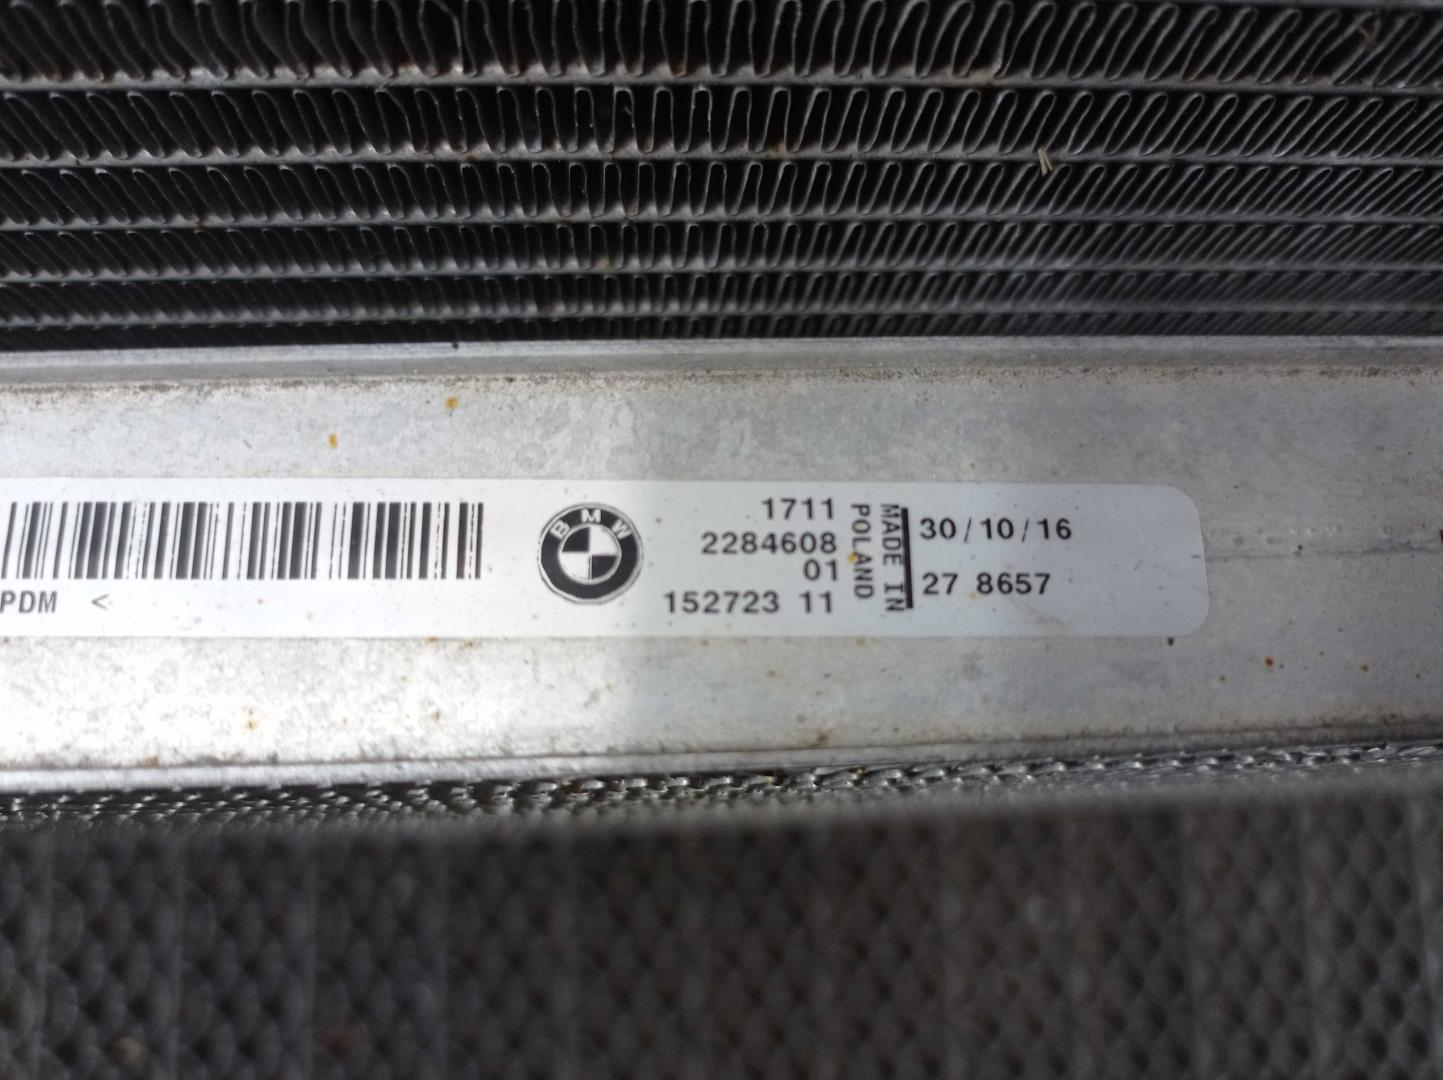 PDM <
BMW
1711
2284608
01
152723 11
MADE IN
POLAND
30/10/16
27 8657